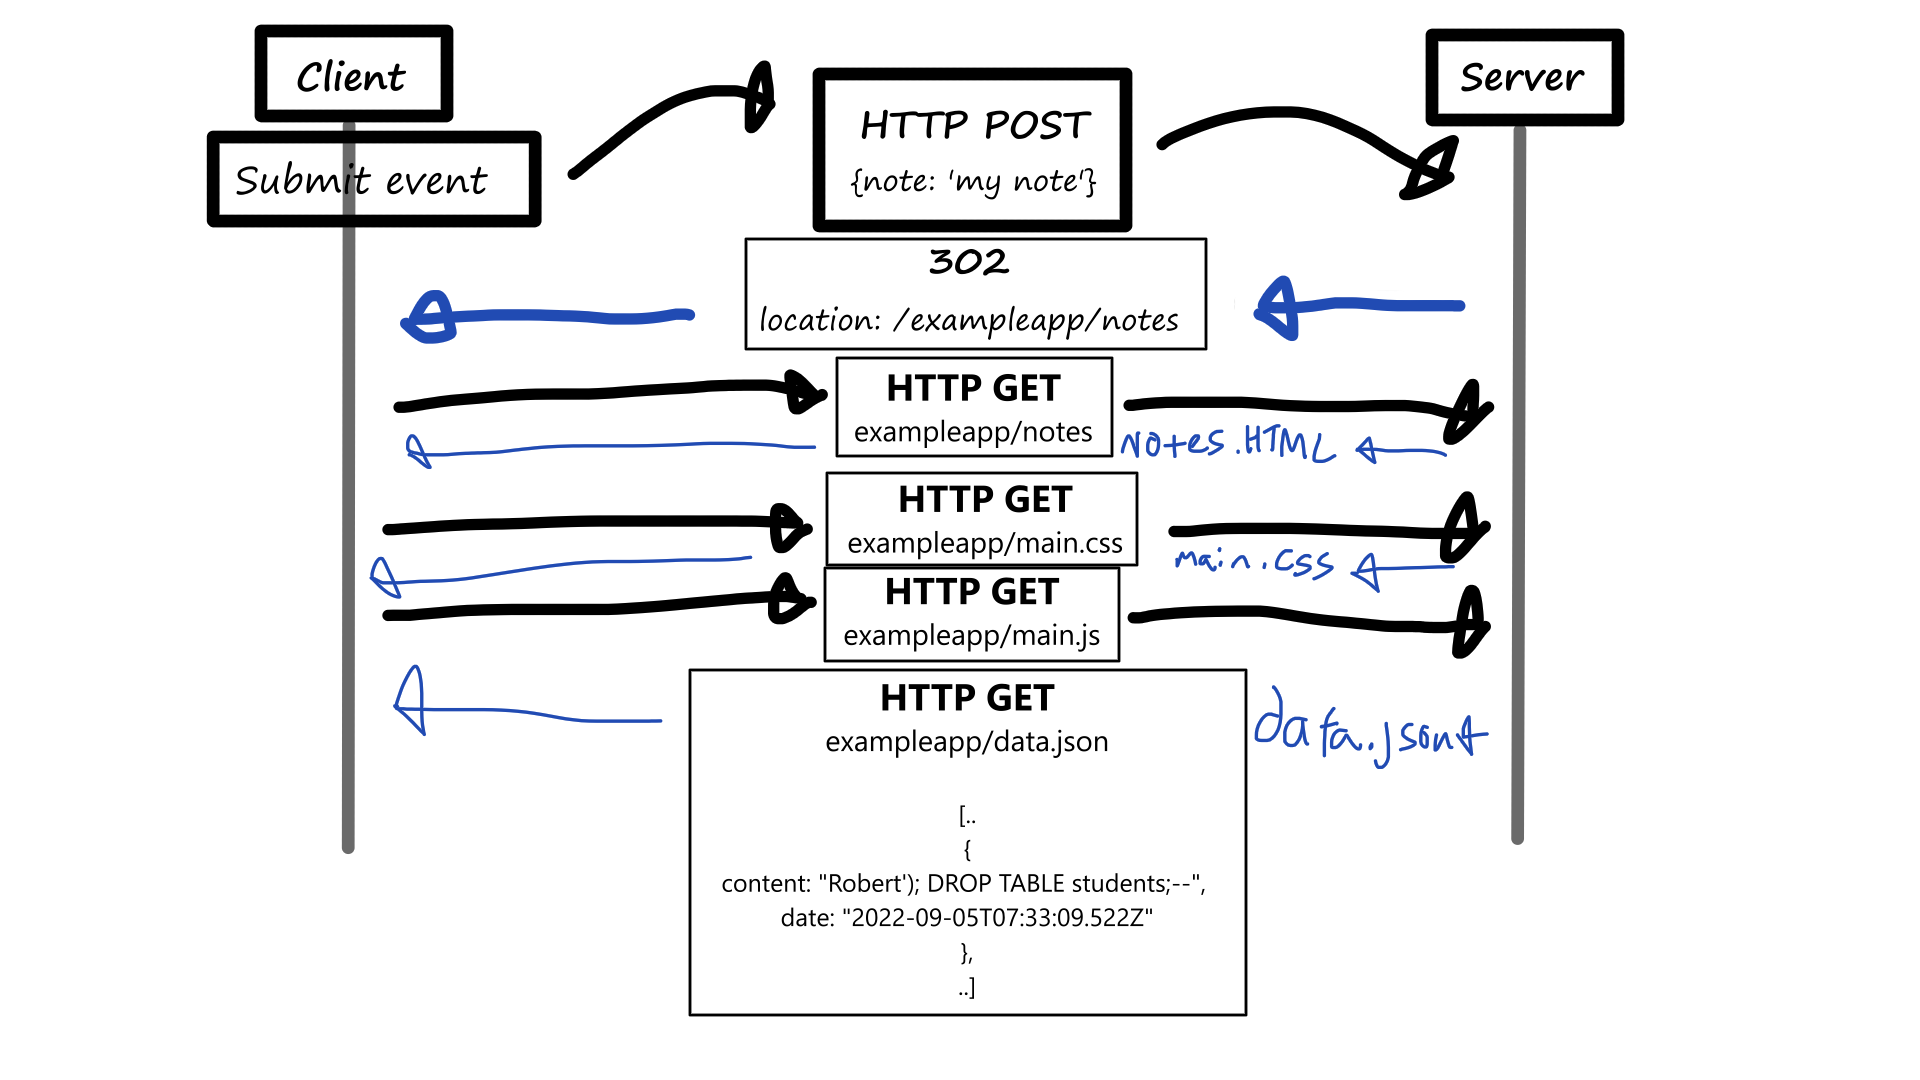 Client
Server
Submit event
HTTP POST
{note: 'my note'}
302
location: /exampleapp/notes
HTTP GET
exampleapp/notes
Notes.HTML
HTTP GET
exampleapp/main.css
main.css
HTTP GET
exampleapp/main.js
HTTP GET
exampleapp/data.json
data.json
[..
{
content: "Robert'); DROP TABLE students;--",
date: "2022-09-05T07:33:09.522Z"
},
..]